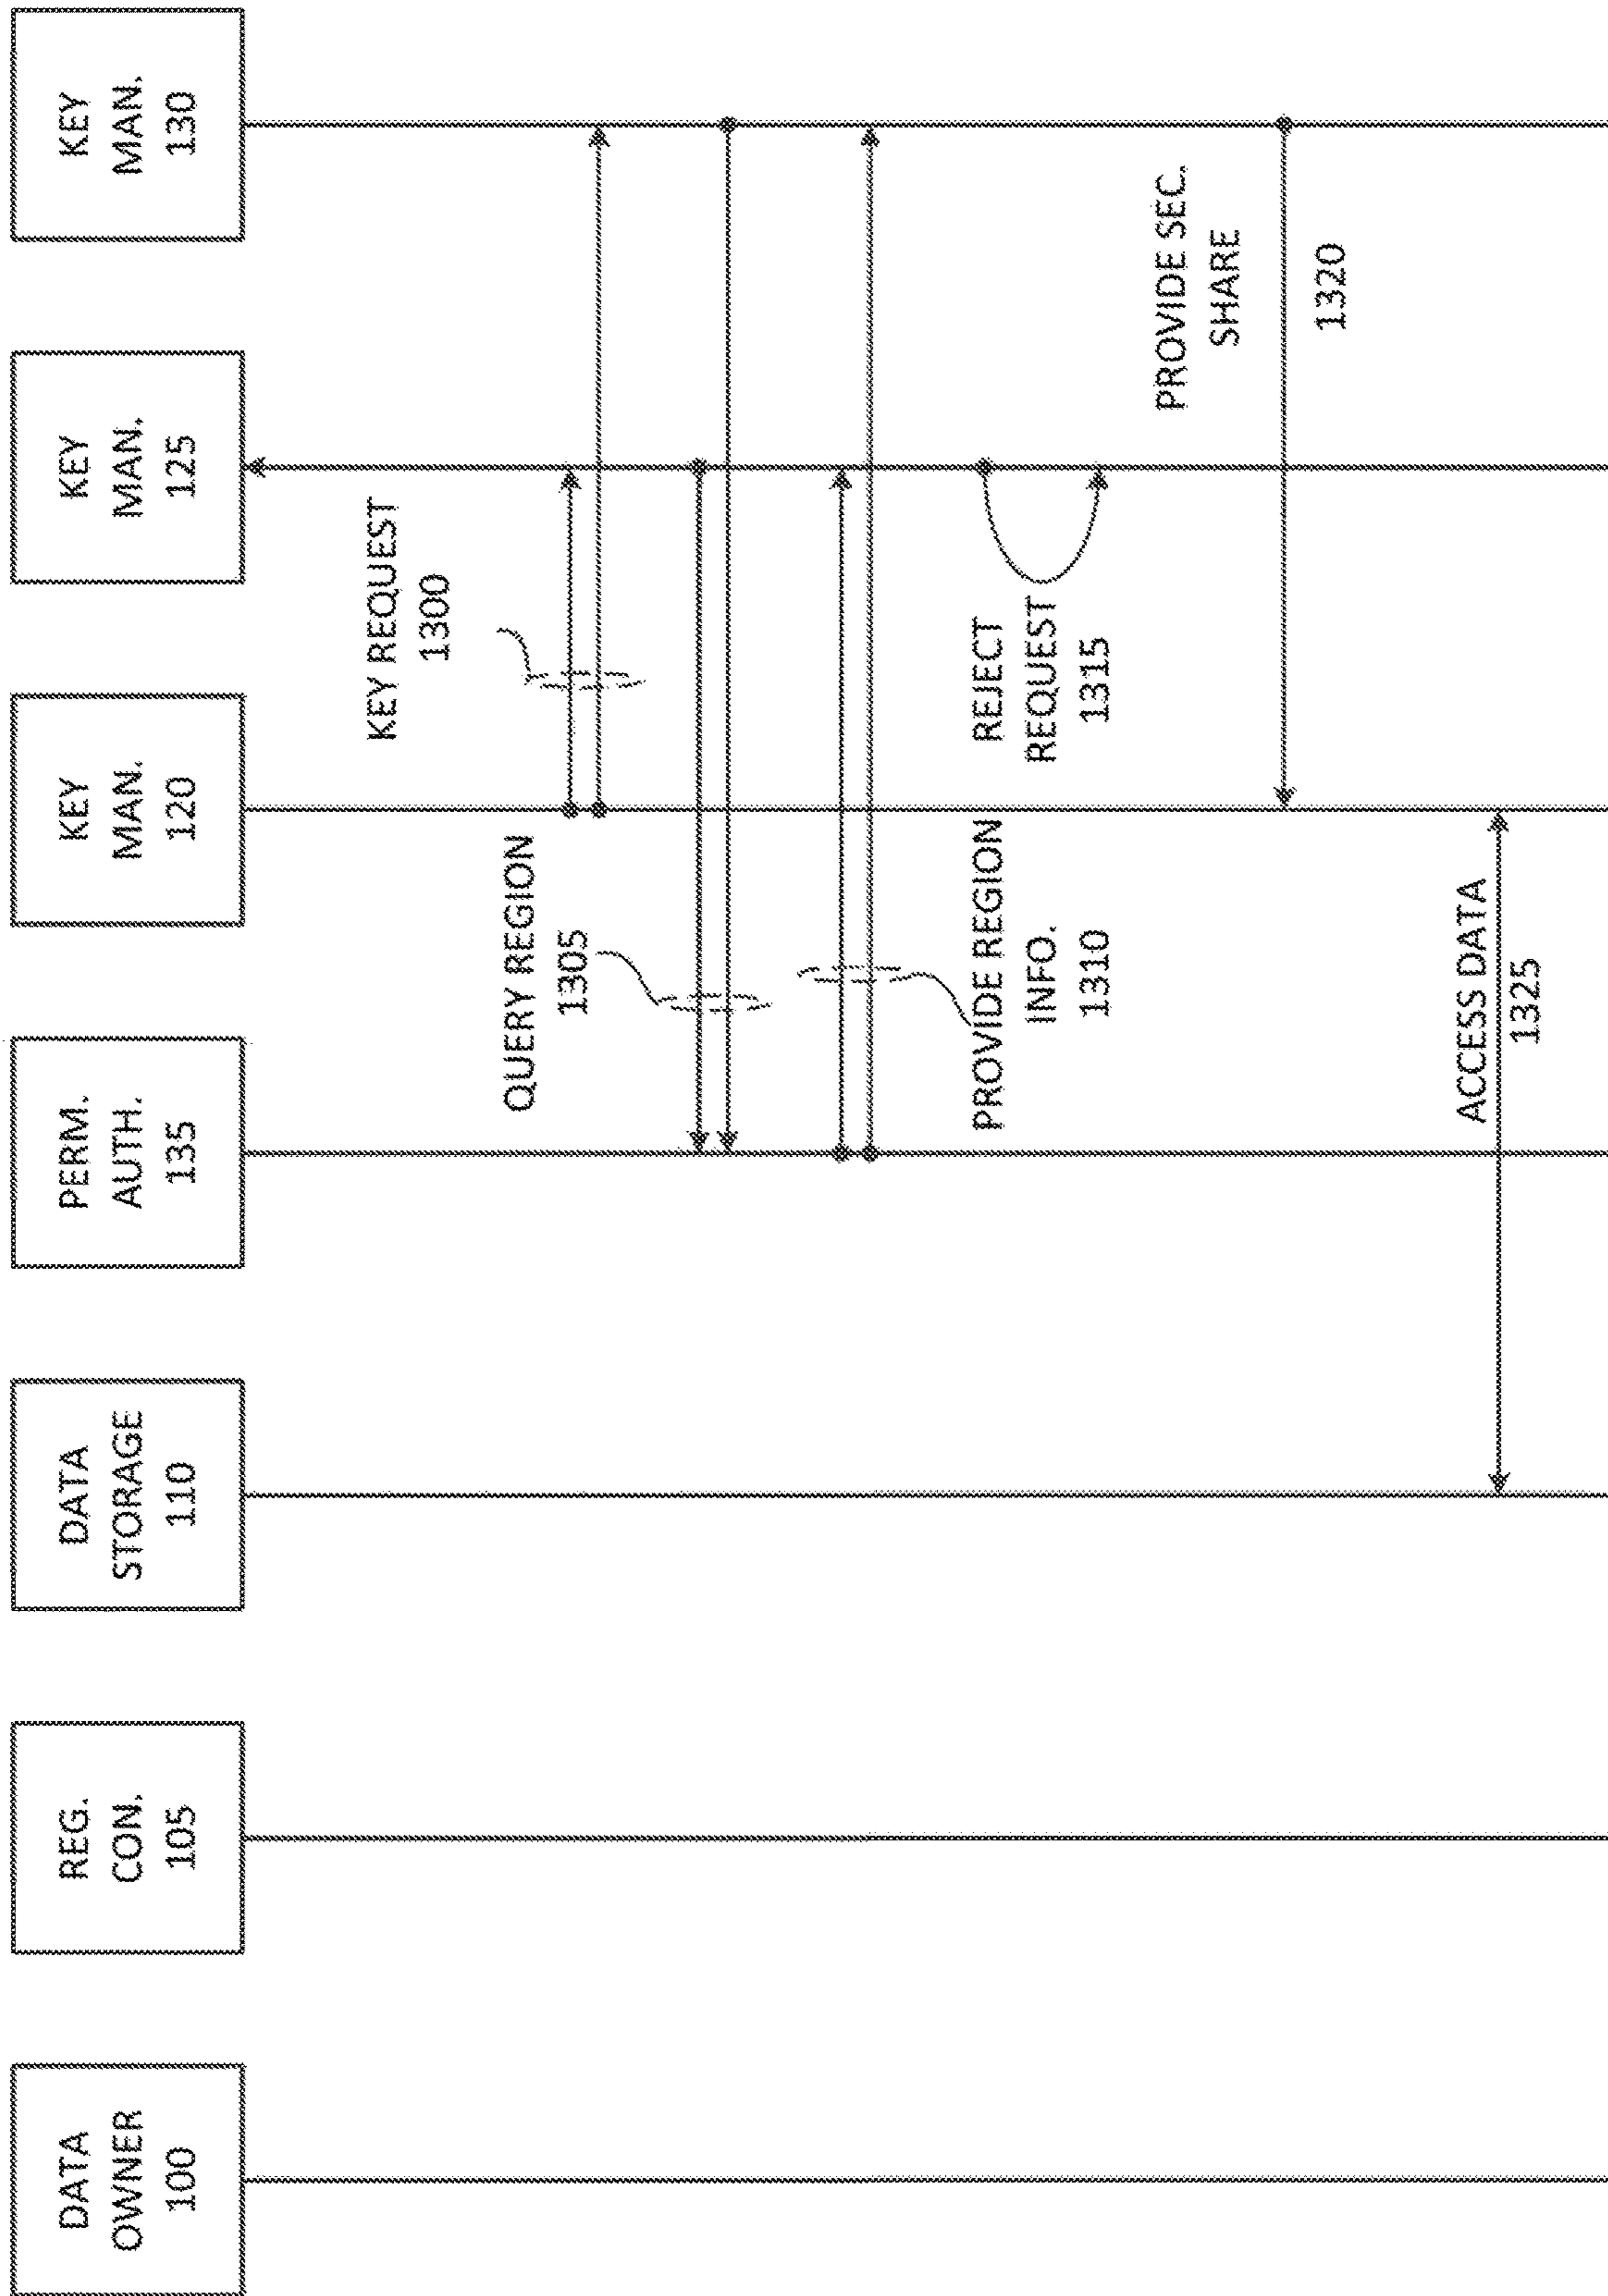 DATA
OWNER
100
REG.
CON.
105
DATA
STORAGE
110
PERM.
AUTH.
135
KEY
MAN.
120
KEY
MAN.
125
KEY
MAN.
130
KEY REQUEST
1300
QUERY REGION
1305
PROVIDE REGION
INFO.
1310
REJECT
REQUEST
1315
PROVIDE SEC.
SHARE
1320
ACCESS DATA
1325